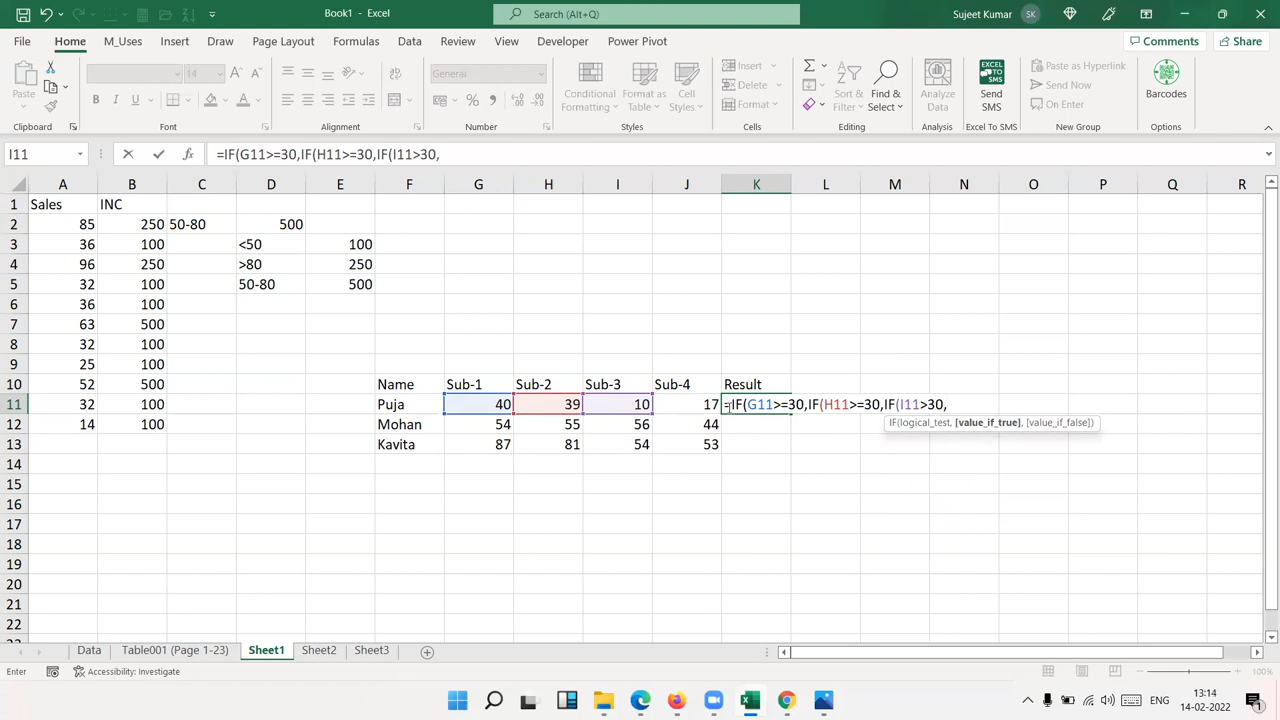 Book1 - Excel
Search (Alt+Q)
Sujeet Kumar
SK
File Home M_Uses Insert Draw Page Layout Formulas Data Review View Developer Help Power Pivot
Comments Share
Paste
14
General
Conditional Formatting
Format as Table
Cell Styles
Insert
Delete
Format
Sort & Filter
Find & Select
Analyze Data
Send SMS
Paste as Hyperlink
Send Now
On Enter
Barcodes
Clipboard Font Alignment Number Styles Cells Editing Analysis Excel To SMS New Group Options
I11 =IF(G11>=30,IF(H11>=30,IF(I11>30,
A B C D E F G H I J K L M N O P Q R
1 Sales INC
2 85 250 50-80 500
3 36 100 <50 100
4 96 250 >80 250
5 32 100 50-80 500
6 36 100
7 63 500
8 32 100
9 25 100
10 52 500 Name Sub-1 Sub-2 Sub-3 Sub-4 Result
11 32 100 Puja 40 39 10 17 =IF(G11>=30,IF(H11>=30,IF(I11>30,
12 14 100 Mohan 54 55 56 44
IF(logical_test, [value_if_true], [value_if_false])
13 Kavita 87 81 54 53
14
15
16
17
18
19
20
21
22
23
Data Table001 (Page 1-23) Sheet1 Sheet2 Sheet3
Enter Accessibility: Investigate 100%
ENG
13:14
14-02-2022